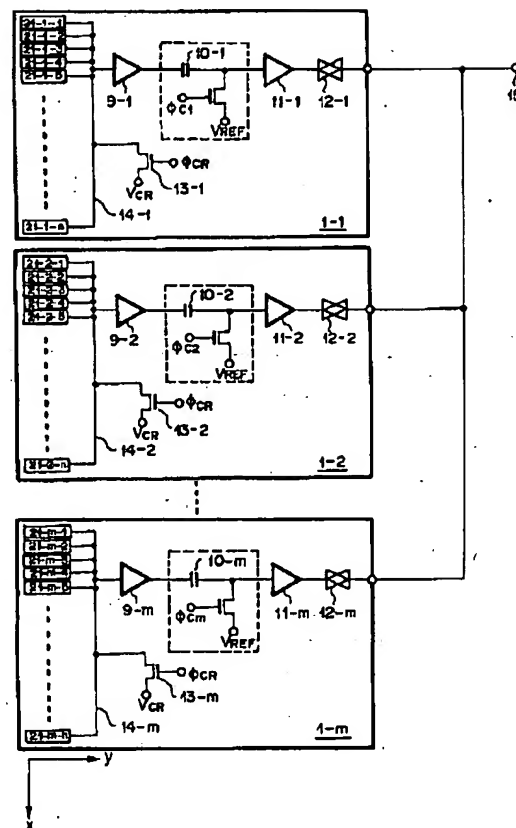 21-1-1
21-1-2
21-1-3
21-1-4
21-1-5
9-1
10-1
φC1
VREF
11-1
12-1
15
φCR
VCR
13-1
14-1
21-1-n
1-1
21-2-1
21-2-2
21-2-3
21-2-4
21-2-5
9-2
10-2
φC2
VREF
11-2
12-2
φCR
VCR
13-2
14-2
21-2-n
1-2
21-m-1
21-m-2
21-m-3
21-m-4
21-m-5
9-m
10-m
φCm
VREF
11-m
12-m
φCR
VCR
13-m
14-m
21-m-n
1-m
y
x